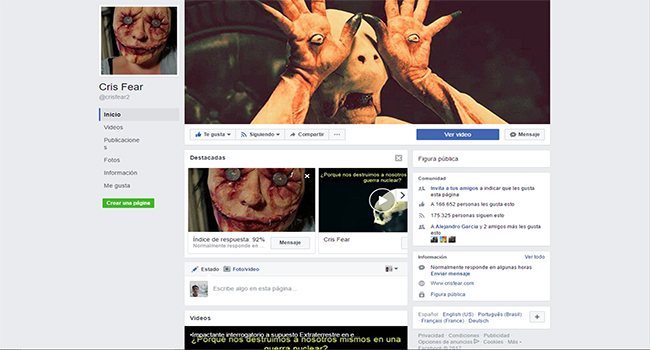 Cris Fear
@crisfear2
Inicio
Videos
Publicacione
s
Fotos
Información
Me gusta
Crear una página
Te gusta
Siguiendo
Compartir
Ver video
Mensaje
Destacadas
¿Porqué nos destruimos a nosotros
guerra nuclear?
Índice de respuesta: 92%
Normalmente responde en
Mensaje
Cris Fear
Estado
Foto/video
Escribe algo en esta página...
Videos
•Impactante interrogatorio a supuesto Extraterrestre en e
¿Porqué nos destruimos a nosotros mismos en una
guerra nuclear?
Figura pública
Comunidad
Invita a tus amigos a indicar que les gusta
esta página
A 166.652 personas les gusta esto
175.325 personas siguen esto
A Alejandro Garcia y 2 amigos más les gusta
esto
Información
Ver todo
Normalmente responde en algunas horas
Enviar mensaje
www.crisfear.com
Figura pública
Español · English (US) · Português (Brasil)
· Français (France) · Deutsch
Privacidad · Condiciones · Publicidad
Opciones de anuncios · Cookies · Más
Facebook © 2017